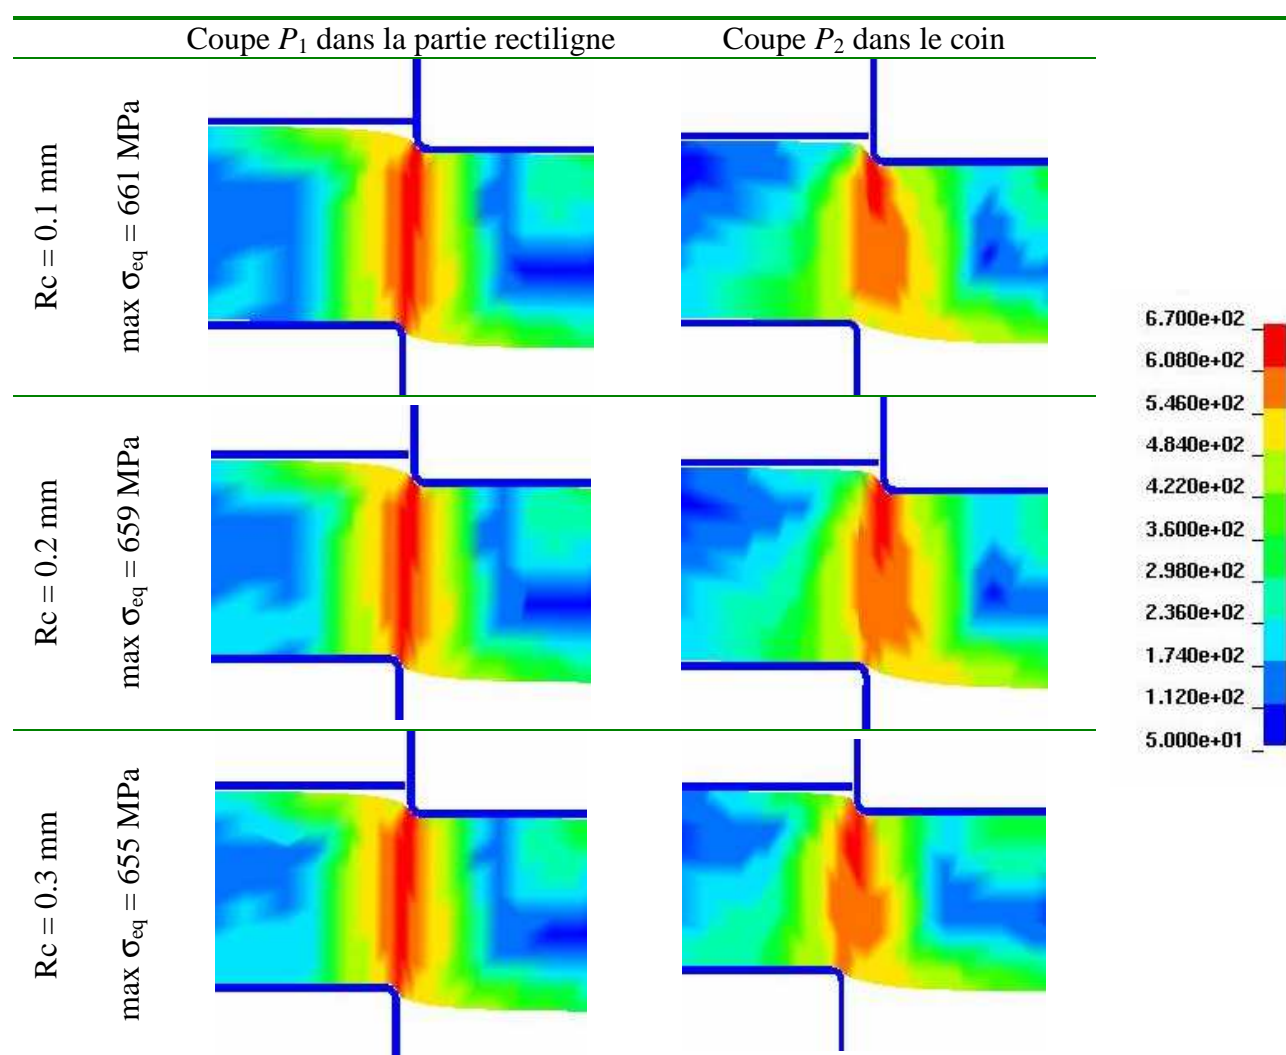 Coupe P1 dans la partie rectiligne
Coupe P2 dans le coin
Rc = 0.1 mm
max σeq = 661 MPa
Rc = 0.2 mm
max σeq = 659 MPa
Rc = 0.3 mm
max σeq = 655 MPa
6.700e+02
6.080e+02
5.460e+02
4.840e+02
4.220e+02
3.600e+02
2.980e+02
2.360e+02
1.740e+02
1.120e+02
5.000e+01